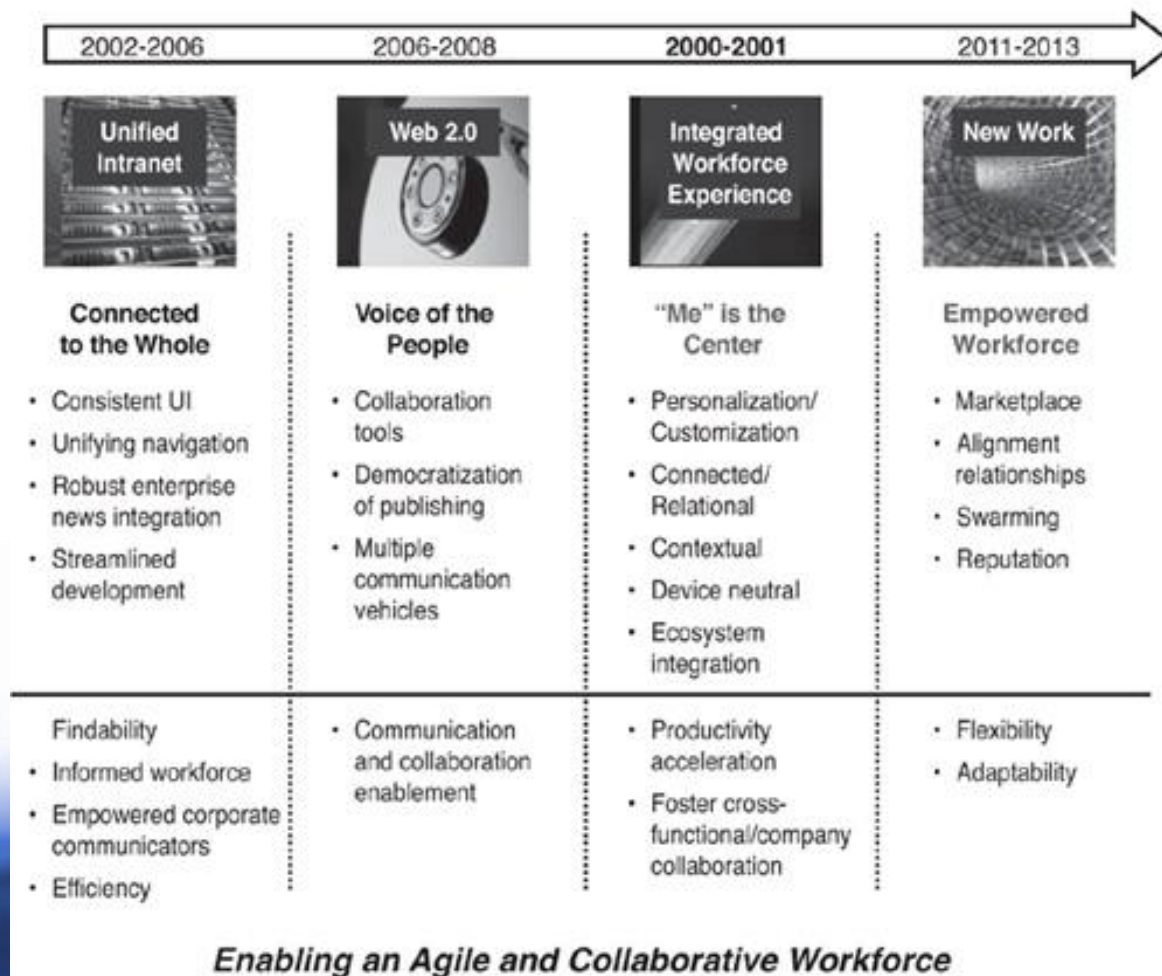 2002-2006
2006-2008
2000-2001
2011-2013
Unified
Intranet
Web 2.0
Integrated
Workforce
Experience
New Work
Connected
to the Whole
• Consistent UI
• Unifying navigation
• Robust enterprise
news integration
• Streamlined
development
Voice of the
People
• Collaboration
tools
• Democratization
of publishing
• Multiple
communication
vehicles
“Me” is the
Center
• Personalization/
Customization
• Connected/
Relational
• Contextual
• Device neutral
• Ecosystem
integration
Empowered
Workforce
• Marketplace
• Alignment
relationships
• Swarming
• Reputation
Findability
• Informed workforce
• Empowered corporate
communicators
• Efficiency
• Communication
and collaboration
enablement
• Productivity
acceleration
• Foster cross-
functional/company
collaboration
• Flexibility
• Adaptability
Enabling an Agile and Collaborative Workforce